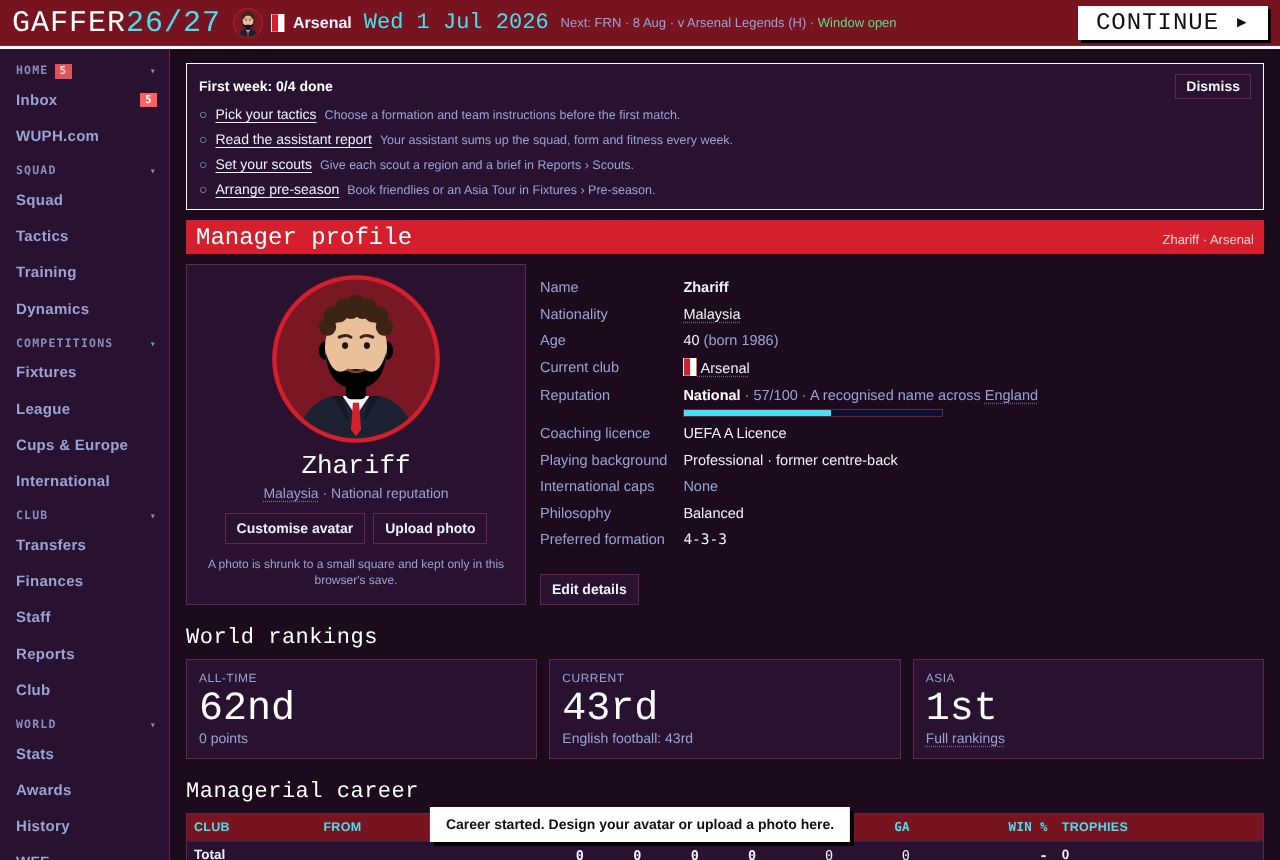 GAFFER26/27 Arsenal Wed 1 Jul 2026 Next: FRN · 8 Aug · v Arsenal Legends (H) · Window open CONTINUE ►
HOME 5 ▾
Inbox 5
WUPH.com
SQUAD ▾
Squad
Tactics
Training
Dynamics
COMPETITIONS ▾
Fixtures
League
Cups & Europe
International
CLUB ▾
Transfers
Finances
Staff
Reports
Club
WORLD ▾
Stats
Awards
History
First week: 0/4 done Dismiss
○ Pick your tactics Choose a formation and team instructions before the first match.
○ Read the assistant report Your assistant sums up the squad, form and fitness every week.
○ Set your scouts Give each scout a region and a brief in Reports › Scouts.
○ Arrange pre-season Book friendlies or an Asia Tour in Fixtures › Pre-season.
Manager profile Zhariff · Arsenal
Zhariff
Malaysia · National reputation
Customise avatar Upload photo
A photo is shrunk to a small square and kept only in this
browser's save.
Name Zhariff
Nationality Malaysia
Age 40 (born 1986)
Current club Arsenal
Reputation National · 57/100 · A recognised name across England
Coaching licence UEFA A Licence
Playing background Professional · former centre-back
International caps None
Philosophy Balanced
Preferred formation 4-3-3
Edit details
World rankings
ALL-TIME
62nd
0 points
CURRENT
43rd
English football: 43rd
ASIA
1st
Full rankings
Managerial career
CLUB FROM GA WIN % TROPHIES
Career started. Design your avatar or upload a photo here.
Total 0 0 0 0 0 0 - 0